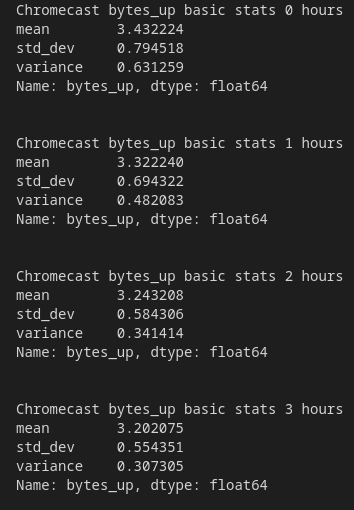 Chromecast bytes_up basic stats 0 hours
mean 3.432224
std_dev 0.794518
variance 0.631259
Name: bytes_up, dtype: float64
Chromecast bytes_up basic stats 1 hours
mean 3.322240
std_dev 0.694322
variance 0.482083
Name: bytes_up, dtype: float64
Chromecast bytes_up basic stats 2 hours
mean 3.243208
std_dev 0.584306
variance 0.341414
Name: bytes_up, dtype: float64
Chromecast bytes_up basic stats 3 hours
mean 3.202075
std_dev 0.554351
variance 0.307305
Name: bytes_up, dtype: float64